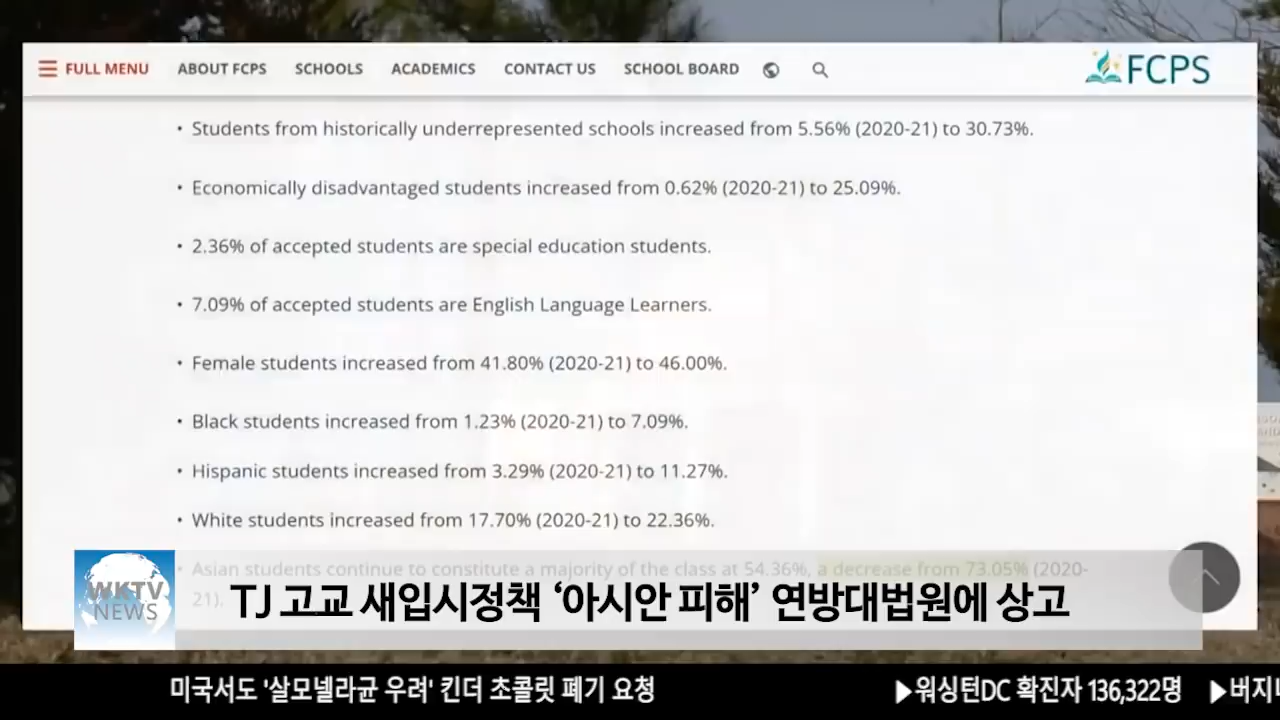 FULL MENU ABOUT FCPS SCHOOLS ACADEMICS CONTACT US SCHOOL BOARD FCPS
• Students from historically underrepresented schools increased from 5.56% (2020-21) to 30.73%.
• Economically disadvantaged students increased from 0.62% (2020-21) to 25.09%.
• 2.36% of accepted students are special education students.
• 7.09% of accepted students are English Language Learners.
• Female students increased from 41.80% (2020-21) to 46.00%.
• Black students increased from 1.23% (2020-21) to 7.09%.
• Hispanic students increased from 3.29% (2020-21) to 11.27%.
• White students increased from 17.70% (2020-21) to 22.36%.
• Asian students continue to constitute a majority of the class at 54.36%, a decrease from 73.05% (2020-
21).
WKTV
NEWS
TJ 고교 새입시정책 ‘아시안 피해’ 연방대법원에 상고
미국서도 '살모넬라균 우려' 킨더 초콜릿 폐기 요청 ▶워싱턴DC 확진자 136,322명 ▶버지